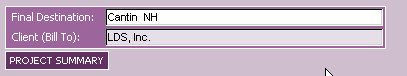 Final Destination: Cantin NH
Client (Bill To): LDS, Inc.
PROJECT SUMMARY